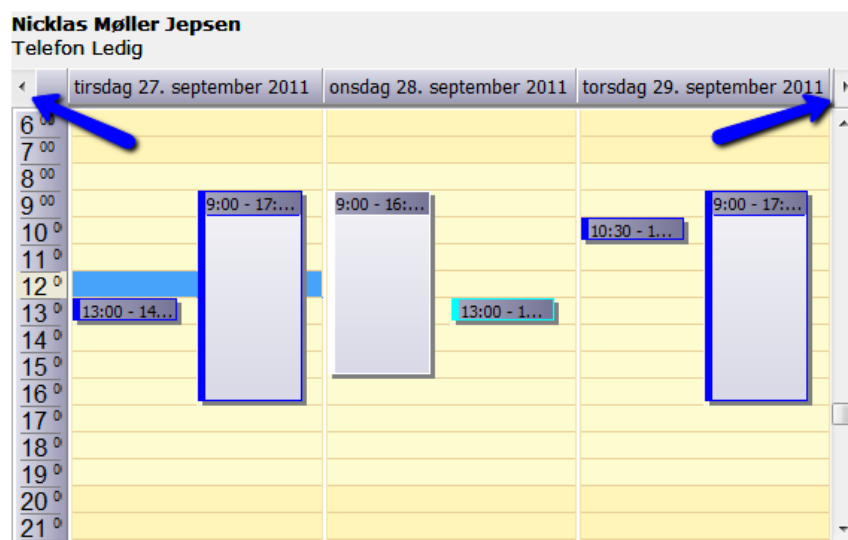 Nicklas Møller Jepsen
Telefon Ledig
tirsdag 27. september 2011 onsdag 28. september 2011 torsdag 29. september 2011
6 00
7 00
8 00
9 00 9:00 - 17:... 9:00 - 16:... 9:00 - 17:...
10 0 10:30 - 1...
11 0
12 0
13 0 13:00 - 14... 13:00 - 1...
14 0
15 0
16 0
17 0
18 0
19 0
20 0
21 0